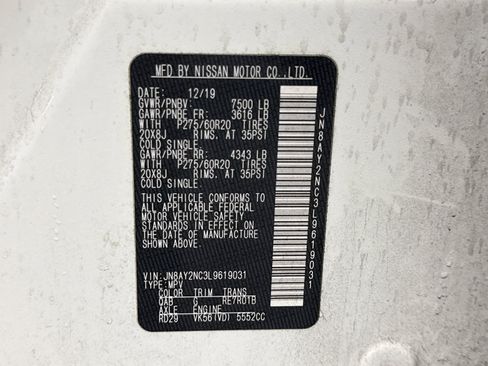 MFD BY NISSAN MOTOR CO.,LTD.
DATE: 12/19
GVWR/PNBV: 7500 LB
GAWR/PNBE FR: 3616 LB
WITH P275/60R20 TIRES
20X8J RIMS, AT 35PSI
COLD SINGLE
GAWR/PNBE RR: 4343 LB
WITH P275/60R20 TIRES
20X8J RIMS, AT 35PSI
COLD SINGLE
THIS VEHICLE CONFORMS TO
ALL APPLICABLE FEDERAL
MOTOR VEHICLE SAFETY
STANDARDS IN EFFECT ON
THE DATE OF MANUFACTURE
SHOWN ABOVE.
VIN: JN8AY2NC3L9619031
TYPE: MPV
COLOR TRIM TRANS
QAB G RE7R01B
AXLE ENGINE
RD29 VK56(VD) 5552CC
JN8AY2NC3L9619031